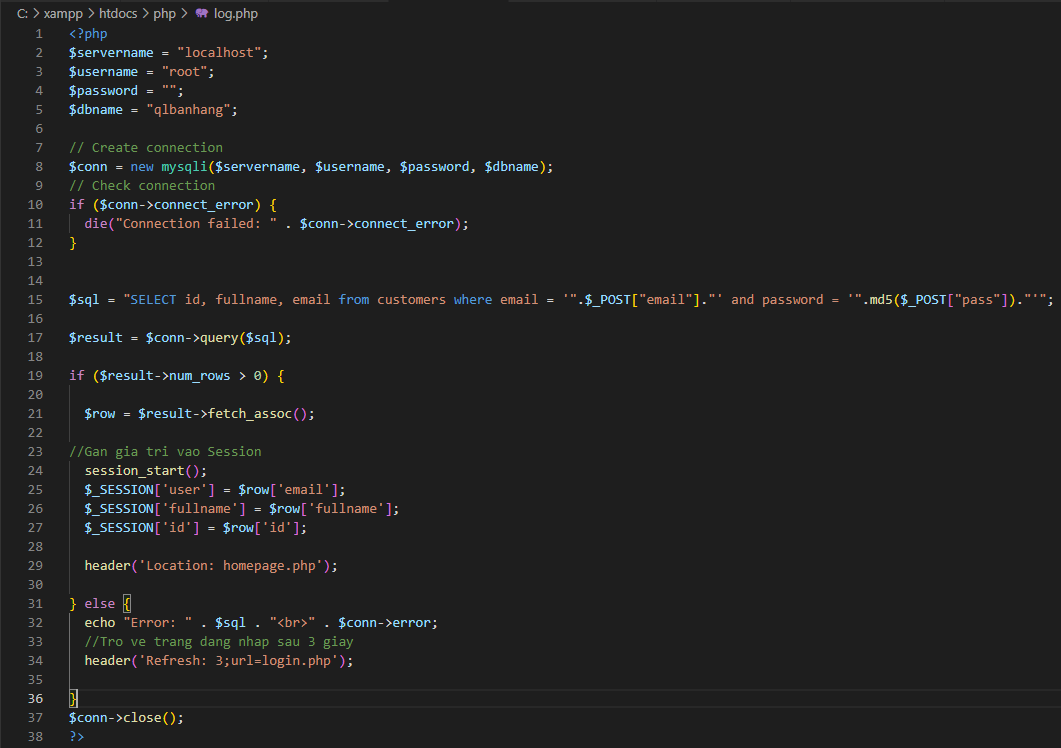 C: > xampp > htdocs > php > log.php
1 <?php
2 $servername = "localhost";
3 $username = "root";
4 $password = "";
5 $dbname = "qlbanhang";
6
7 // Create connection
8 $conn = new mysqli($servername, $username, $password, $dbname);
9 // Check connection
10 if ($conn->connect_error) {
11   die("Connection failed: " . $conn->connect_error);
12 }
13
14
15 $sql = "SELECT id, fullname, email from customers where email = '".$_POST["email"]."' and password = '".md5($_POST["pass"])."'";
16
17 $result = $conn->query($sql);
18
19 if ($result->num_rows > 0) {
20
21   $row = $result->fetch_assoc();
22
23 //Gan gia tri vao Session
24   session_start();
25   $_SESSION['user'] = $row['email'];
26   $_SESSION['fullname'] = $row['fullname'];
27   $_SESSION['id'] = $row['id'];
28
29   header('Location: homepage.php');
30
31 } else {
32   echo "Error: " . $sql . "<br>" . $conn->error;
33   //Tro ve trang dang nhap sau 3 giay
34   header('Refresh: 3;url=login.php');
35
36 }
37 $conn->close();
38 ?>